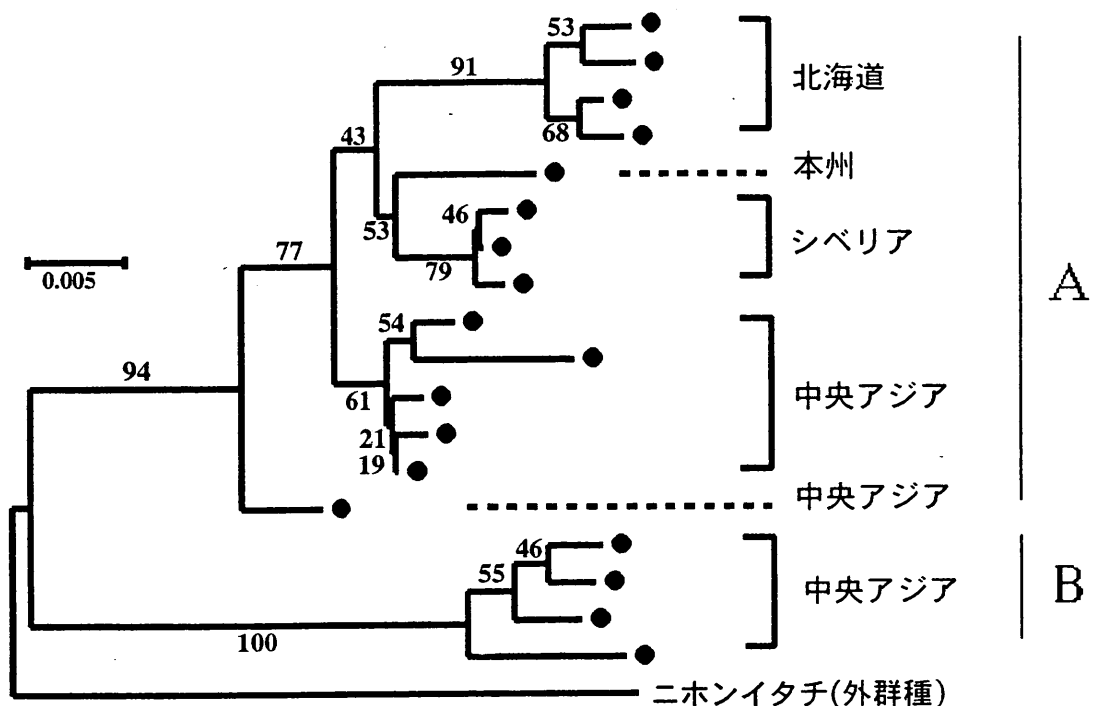 53
91
北海道
68
43
本州
46
53
シベリア
79
77
0.005
A
54
94
中央アジア
61
21
19
中央アジア
46
55
中央アジア
B
100
ニホンイタチ(外群種)